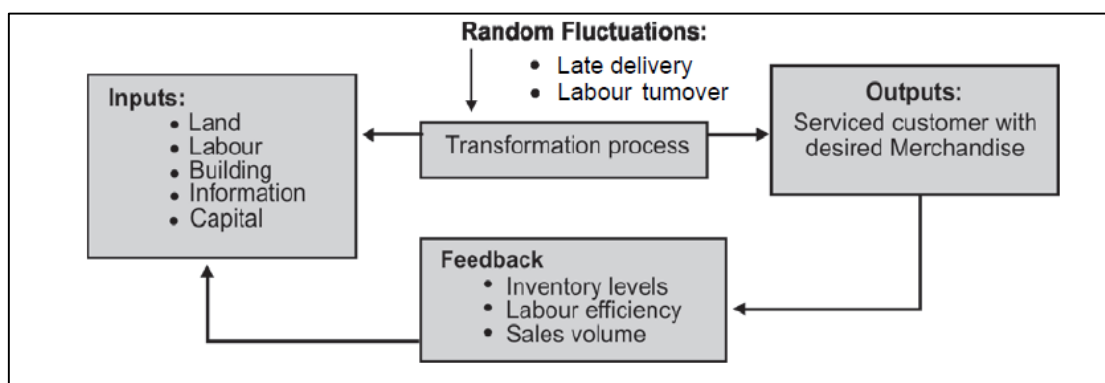 Random Fluctuations:
• Late delivery
• Labour tumover
Inputs:
• Land
• Labour
• Building
• Information
• Capital
Transformation process
Outputs:
Serviced customer with
desired Merchandise
Feedback
• Inventory levels
• Labour efficiency
• Sales volume